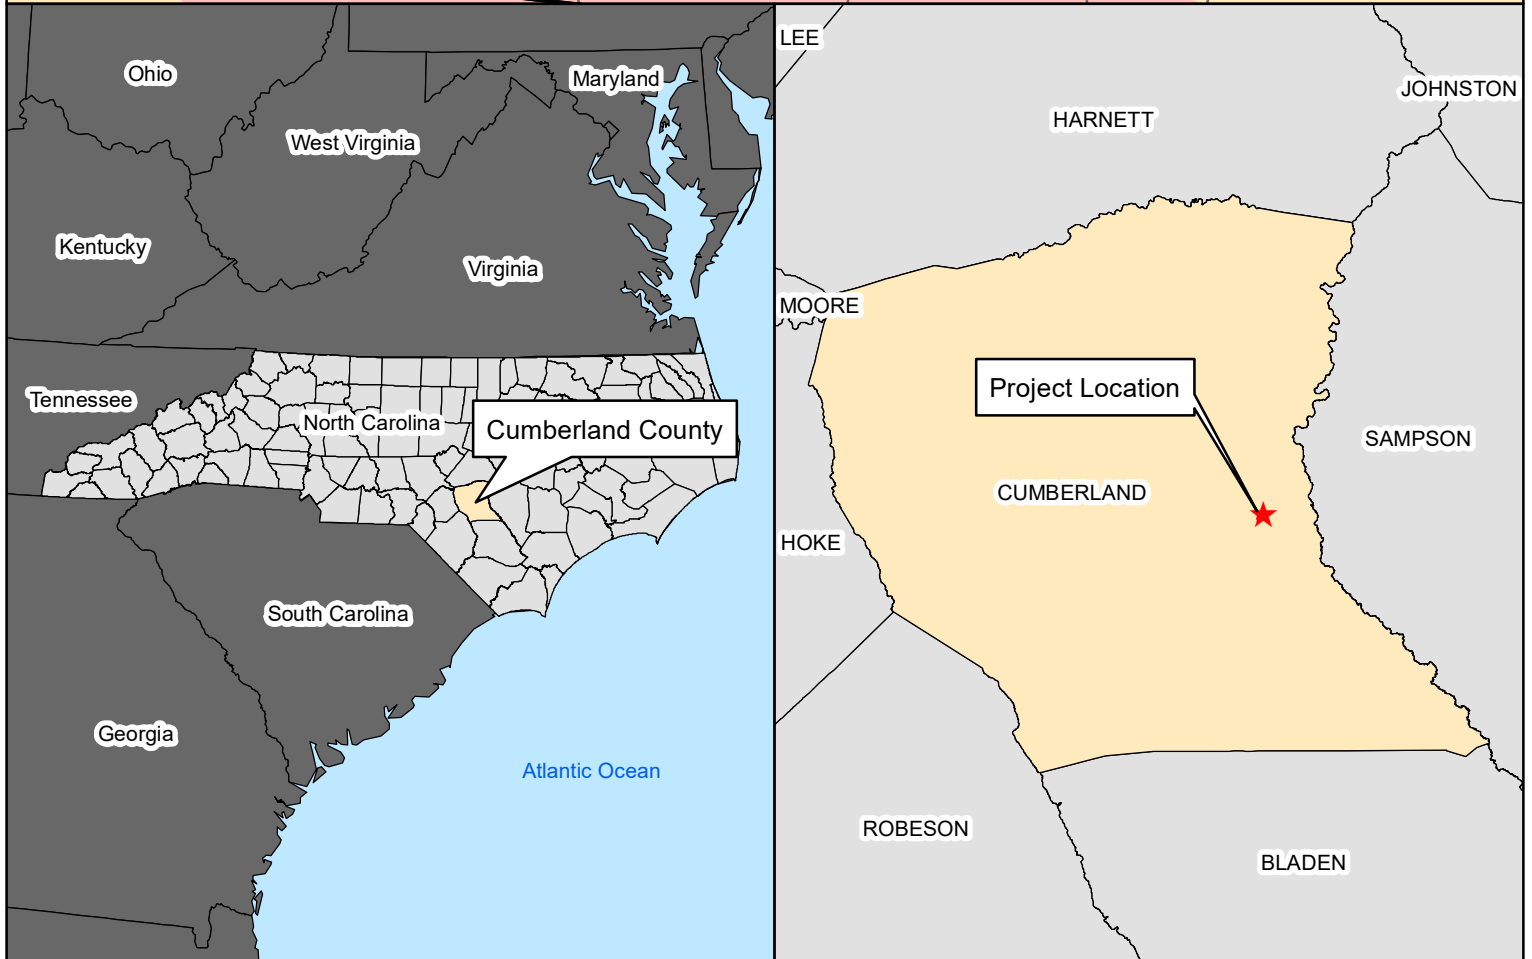 Ohio
Maryland
West Virginia
Kentucky
Virginia
Tennessee
North Carolina
Cumberland County
South Carolina
Georgia
Atlantic Ocean
LEE
JOHNSTON
HARNETT
MOORE
Project Location
SAMPSON
CUMBERLAND
HOKE
ROBESON
BLADEN